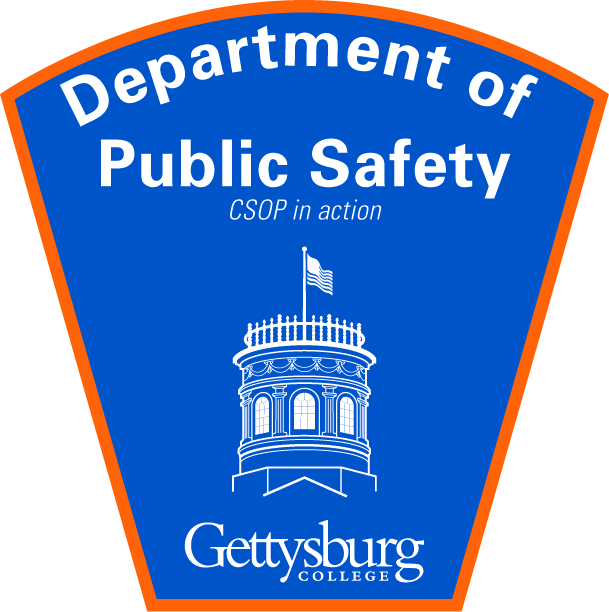 Department of
Public Safety
CSOP in action
Gettysburg
COLLEGE